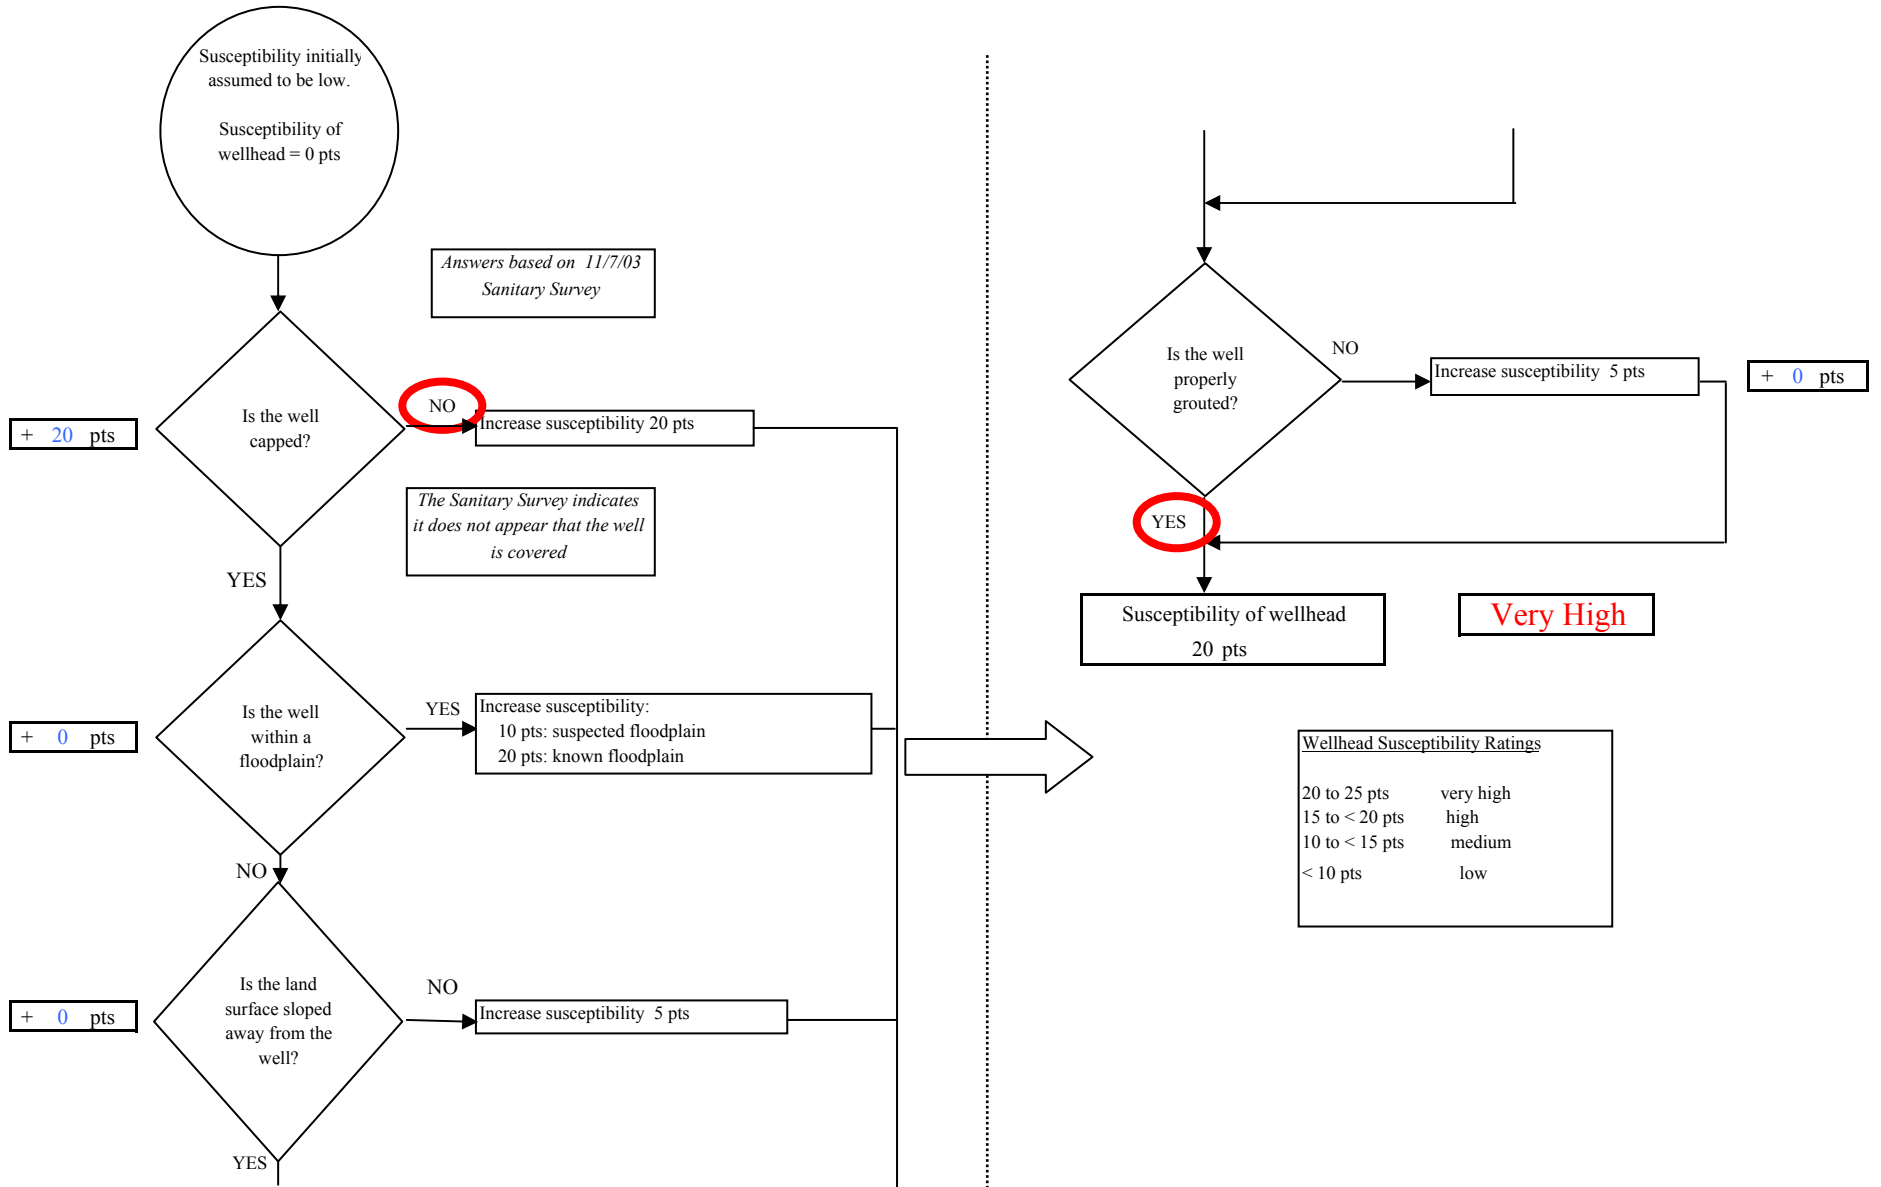 Susceptibility initially
assumed to be low.
Susceptibility of
wellhead = 0 pts
Answers based on 11/7/03
Sanitary Survey
+ 20 pts
Is the well
capped?
NO
Increase susceptibility 20 pts
The Sanitary Survey indicates
it does not appear that the well
is covered
YES
+ 0 pts
Is the well
within a
floodplain?
YES
Increase susceptibility:
10 pts: suspected floodplain
20 pts: known floodplain
NO
+ 0 pts
Is the land
surface sloped
away from the
well?
NO
Increase susceptibility 5 pts
YES
Is the well
properly
grouted?
NO
Increase susceptibility 5 pts
+ 0 pts
YES
Susceptibility of wellhead
20 pts
Very High
Wellhead Susceptibility Ratings
20 to 25 pts very high
15 to < 20 pts high
10 to < 15 pts medium
< 10 pts low